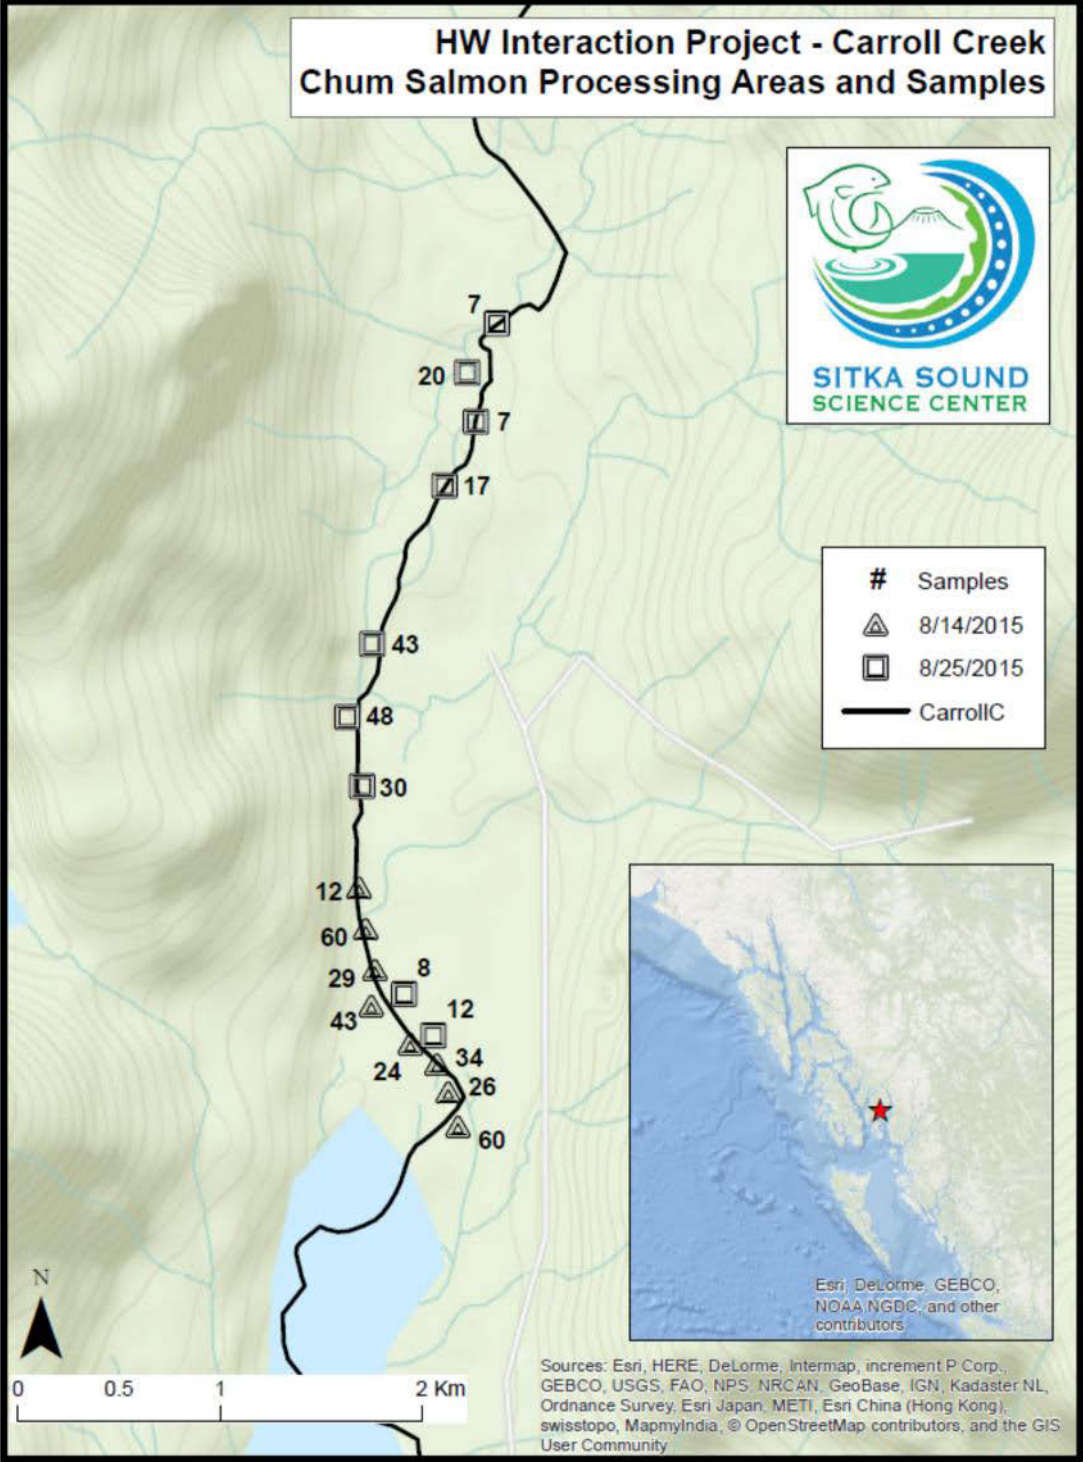 HW Interaction Project - Carroll Creek
Chum Salmon Processing Areas and Samples
SITKA SOUND
SCIENCE CENTER
7
20
7
17
# Samples
8/14/2015
8/25/2015
CarrollC
43
48
30
12
60
29
8
43
12
24
34
26
60
Esri, DeLorme, GEBCO,
NOAA NGDC, and other
contributors
N
0 0.5 1 2 Km
Sources: Esri, HERE, DeLorme, Intermap, increment P Corp.,
GEBCO, USGS, FAO, NPS, NRCAN, GeoBase, IGN, Kadaster NL,
Ordnance Survey, Esri Japan, METI, Esri China (Hong Kong),
swisstopo, MapmyIndia, © OpenStreetMap contributors, and the GIS
User Community